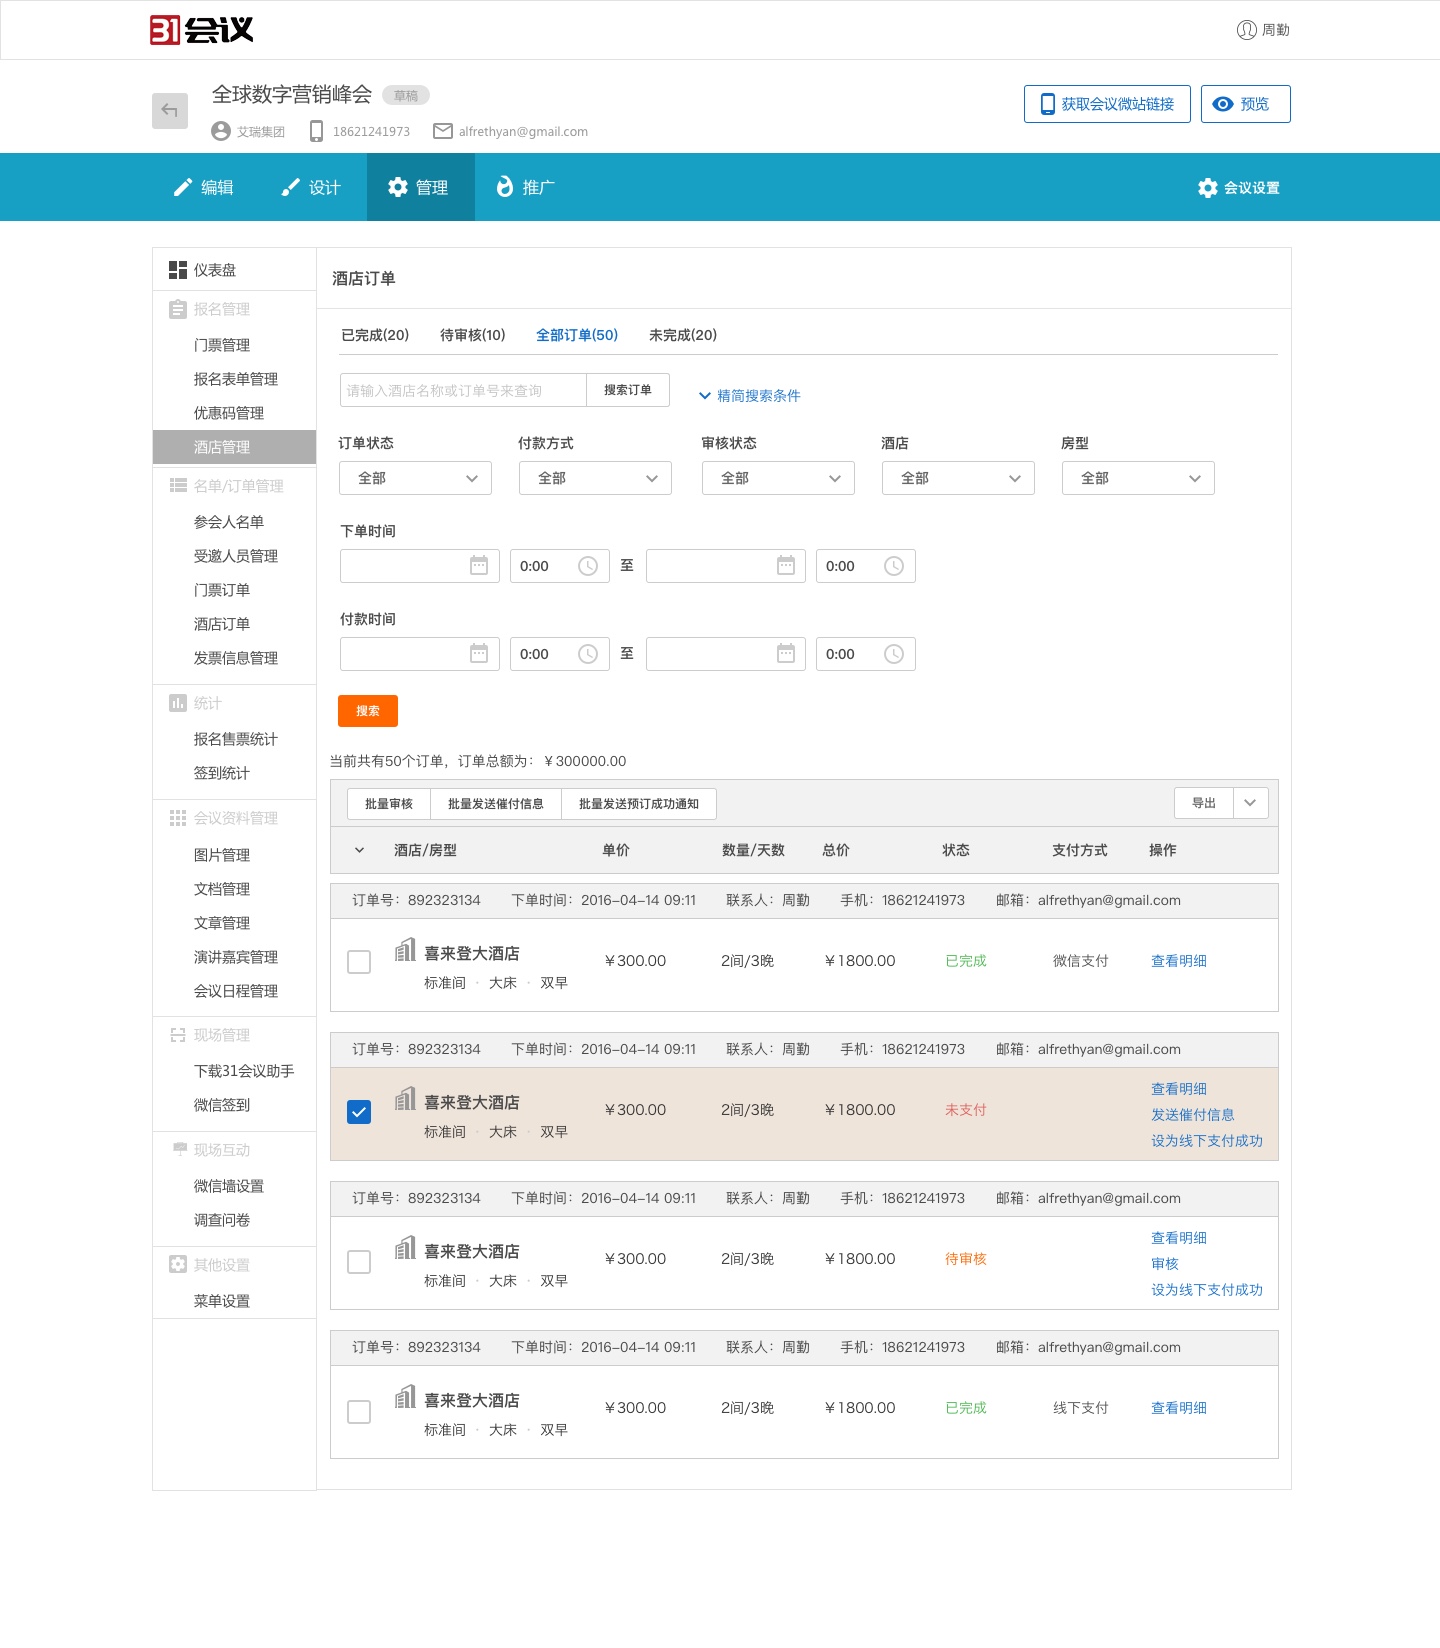 31会议
周勤
全球数字营销峰会 草稿
艾瑞集团 18621241973 alfrethyan@gmail.com
获取会议微站链接 预览
编辑 设计 管理 推广 会议设置
仪表盘
报名管理
门票管理
报名表单管理
优惠码管理
酒店管理
名单/订单管理
参会人名单
受邀人员管理
门票订单
酒店订单
发票信息管理
统计
报名售票统计
签到统计
会议资料管理
图片管理
文档管理
文章管理
演讲嘉宾管理
会议日程管理
现场管理
下载31会议助手
微信签到
现场互动
微信墙设置
调查问卷
其他设置
菜单设置
酒店订单
已完成(20) 待审核(10) 全部订单(50) 未完成(20)
请输入酒店名称或订单号来查询 搜索订单 精简搜索条件
订单状态 付款方式 审核状态 酒店 房型
全部 全部 全部 全部 全部
下单时间
0:00 至 0:00
付款时间
0:00 至 0:00
搜索
当前共有50个订单，订单总额为：￥300000.00
批量审核 批量发送催付信息 批量发送预订成功通知 导出
酒店/房型 单价 数量/天数 总价 状态 支付方式 操作
订单号：892323134 下单时间：2016-04-14 09:11 联系人：周勤 手机：18621241973 邮箱：alfrethyan@gmail.com
喜来登大酒店 ￥300.00 2间/3晚 ￥1800.00 已完成 微信支付 查看明细
标准间 · 大床 · 双早
订单号：892323134 下单时间：2016-04-14 09:11 联系人：周勤 手机：18621241973 邮箱：alfrethyan@gmail.com
查看明细
喜来登大酒店 ￥300.00 2间/3晚 ￥1800.00 未支付 发送催付信息
标准间 · 大床 · 双早 设为线下支付成功
订单号：892323134 下单时间：2016-04-14 09:11 联系人：周勤 手机：18621241973 邮箱：alfrethyan@gmail.com
查看明细
喜来登大酒店 ￥300.00 2间/3晚 ￥1800.00 待审核 审核
标准间 · 大床 · 双早 设为线下支付成功
订单号：892323134 下单时间：2016-04-14 09:11 联系人：周勤 手机：18621241973 邮箱：alfrethyan@gmail.com
喜来登大酒店 ￥300.00 2间/3晚 ￥1800.00 已完成 线下支付 查看明细
标准间 · 大床 · 双早